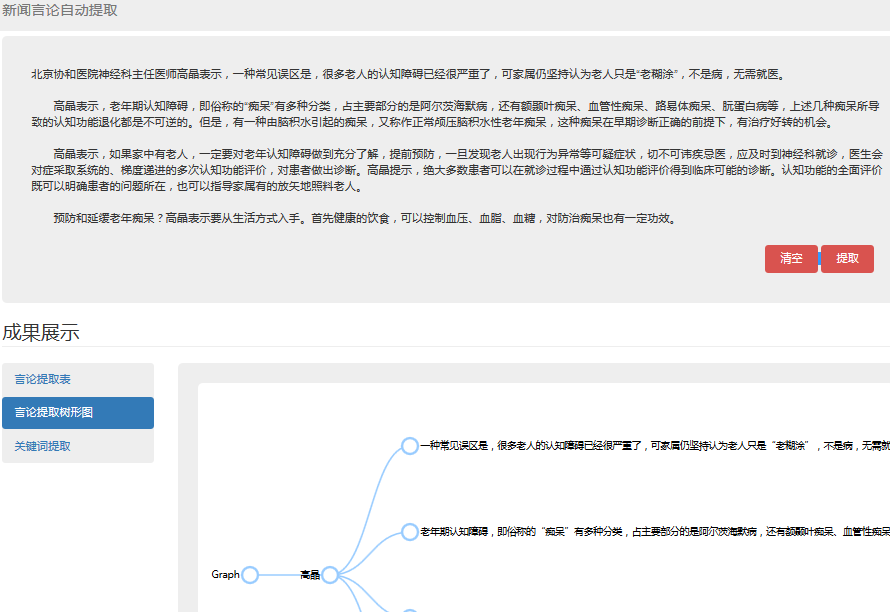 新闻言论自动提取
北京协和医院神经科主任医师高晶表示，一种常见误区是，很多老人的认知障碍已经很严重了，可家属仍坚持认为老人只是“老糊涂”，不是病，无需就医。
高晶表示，老年期认知障碍，即俗称的“痴呆”有多种分类，占主要部分的是阿尔茨海默病，还有额颞叶痴呆、血管性痴呆、路易体痴呆、朊蛋白病等，上述几种痴呆所导
致的认知功能退化都是不可逆的。但是，有一种由脑积水引起的痴呆，又称作正常颅压脑积水性老年痴呆，这种痴呆在早期诊断正确的前提下，有治疗好转的机会。
高晶表示，如果家中有老人，一定要对老年认知障碍做到充分了解，提前预防，一旦发现老人出现行为异常等可疑症状，切不可讳疾忌医，应及时到神经科就诊，医生会
对症采取系统的、梯度递进的多次认知功能评价，对患者做出诊断。高晶提示，绝大多数患者可以在就诊过程中通过认知功能评价得到临床可能的诊断。认知功能的全面评价
既可以明确患者的问题所在，也可以指导家属有的放矢地照料老人。
预防和延缓老年痴呆？高晶表示要从生活方式入手。首先健康的饮食，可以控制血压、血脂、血糖，对防治痴呆也有一定功效。
清空 提取
成果展示
言论提取表
言论提取树形图
关键词提取
一种常见误区是，很多老人的认知障碍已经很严重了，可家属仍坚持认为老人只是“老糊涂”，不是病，无需就
老年期认知障碍，即俗称的“痴呆”有多种分类，占主要部分的是阿尔茨海默病，还有额颞叶痴呆、血管性痴呆
Graph 高晶